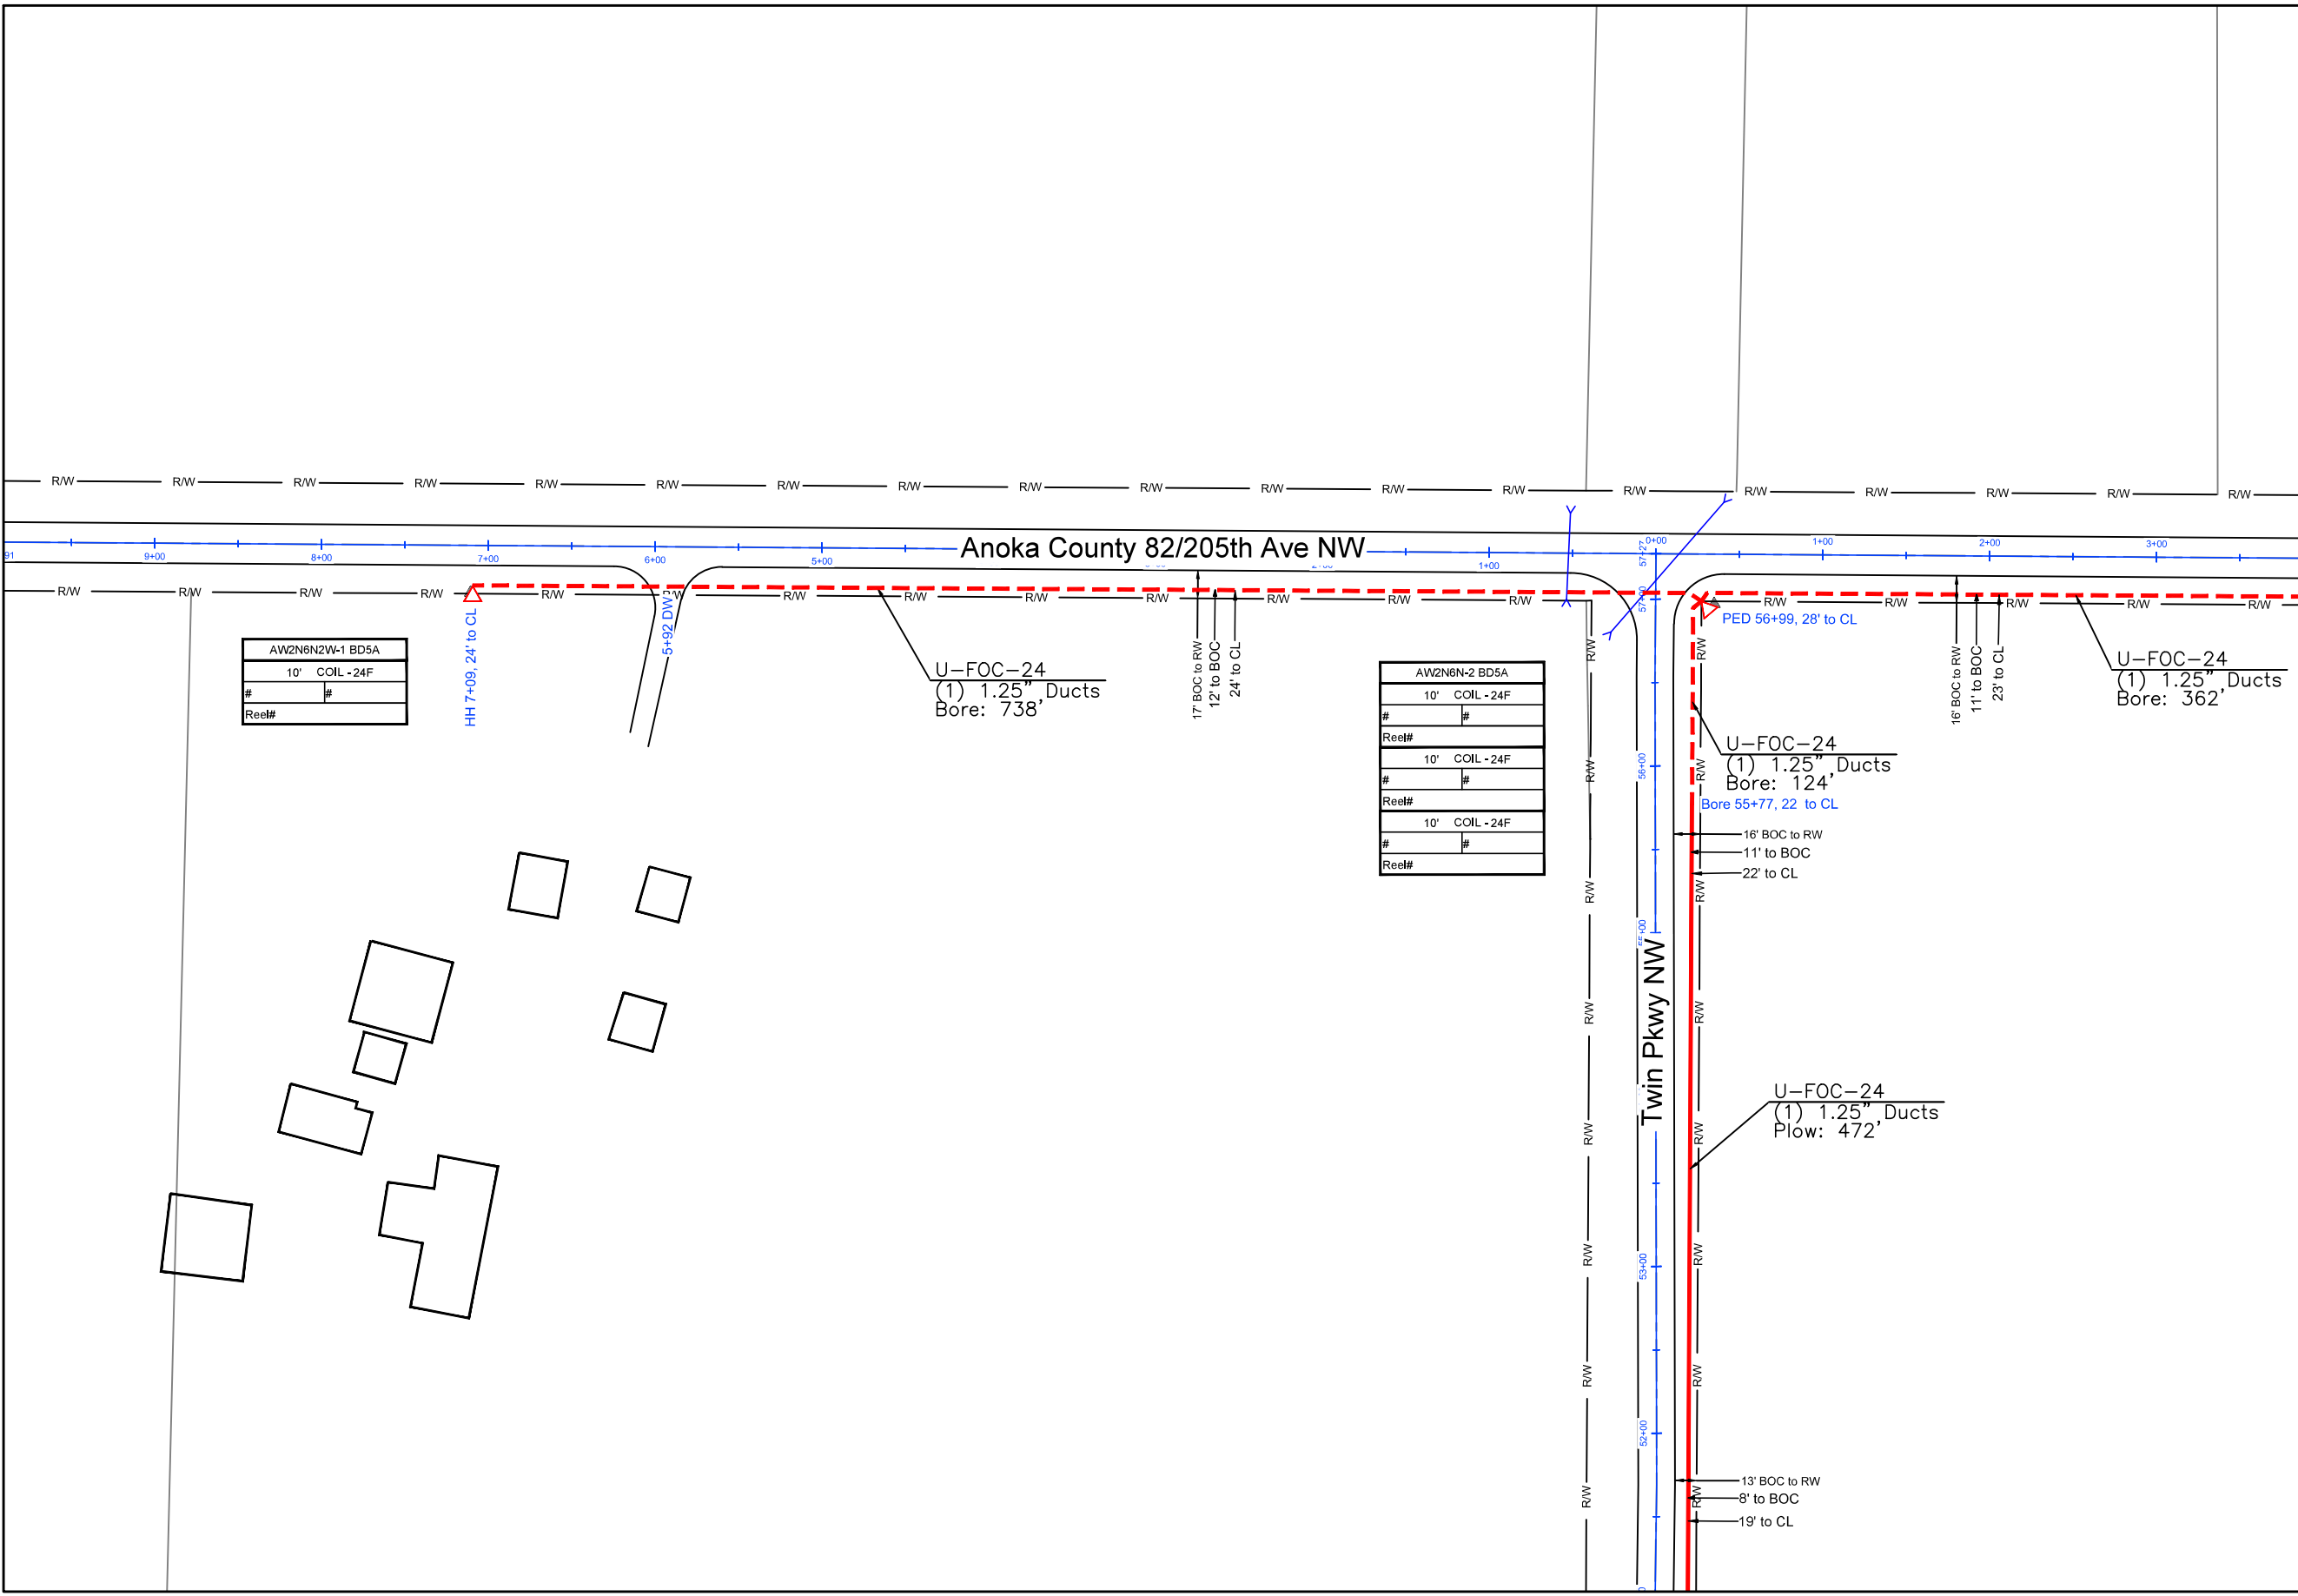 R/W R/W R/W R/W R/W R/W R/W R/W R/W R/W R/W R/W R/W R/W R/W R/W R/W R/W R/W
91 9+00 8+00 7+00 6+00 5+00 1+00 0+00 1+00 2+00 3+00
Anoka County 82/205th Ave NW
57+27
57+00
R/W R/W R/W R/W R/W R/W R/W R/W R/W R/W R/W R/W R/W R/W R/W R/W R/W R/W
HH 7+09, 24' to CL
5+92 DW
AW2N6N2W-1 BD5A
10' COIL - 24F
# #
Reel#
U-FOC-24
(1) 1.25" Ducts
Bore: 738'
17' BOC to RW
12' to BOC
24' to CL
AW2N6N-2 BD5A
10' COIL - 24F
# #
Reel#
10' COIL - 24F
# #
Reel#
10' COIL - 24F
# #
Reel#
PED 56+99, 28' to CL
16' BOC to RW
11' to BOC
23' to CL
U-FOC-24
(1) 1.25" Ducts
Bore: 362'
U-FOC-24
(1) 1.25" Ducts
Bore: 124'
Bore 55+77, 22 to CL
56+00
16' BOC to RW
11' to BOC
22' to CL
Twin Pkwy NW
U-FOC-24
(1) 1.25" Ducts
Plow: 472'
53+00
52+00
13' BOC to RW
8' to BOC
19' to CL
R/W R/W R/W R/W R/W R/W R/W R/W
R/W R/W R/W R/W R/W R/W R/W R/W